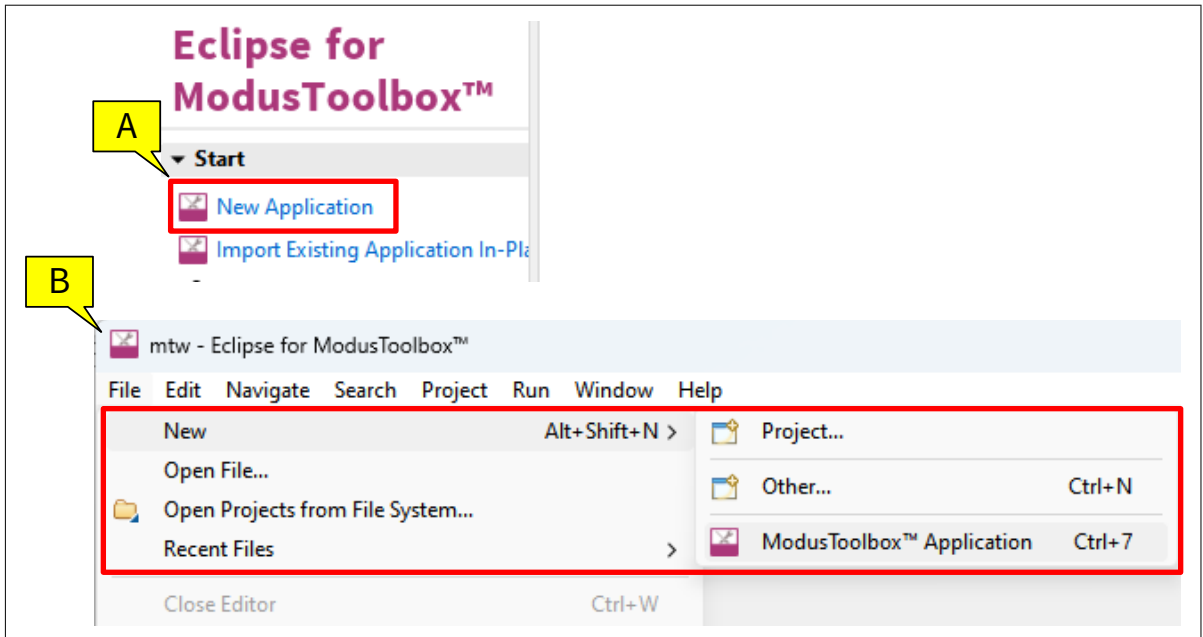 Eclipse for
ModusToolbox™
A
Start
New Application
Import Existing Application In-Pla
B
mtw - Eclipse for ModusToolbox™
File Edit Navigate Search Project Run Window Help
New Alt+Shift+N > Project...
Open File...
Other... Ctrl+N
Open Projects from File System...
Recent Files > ModusToolbox™ Application Ctrl+7
Close Editor Ctrl+W